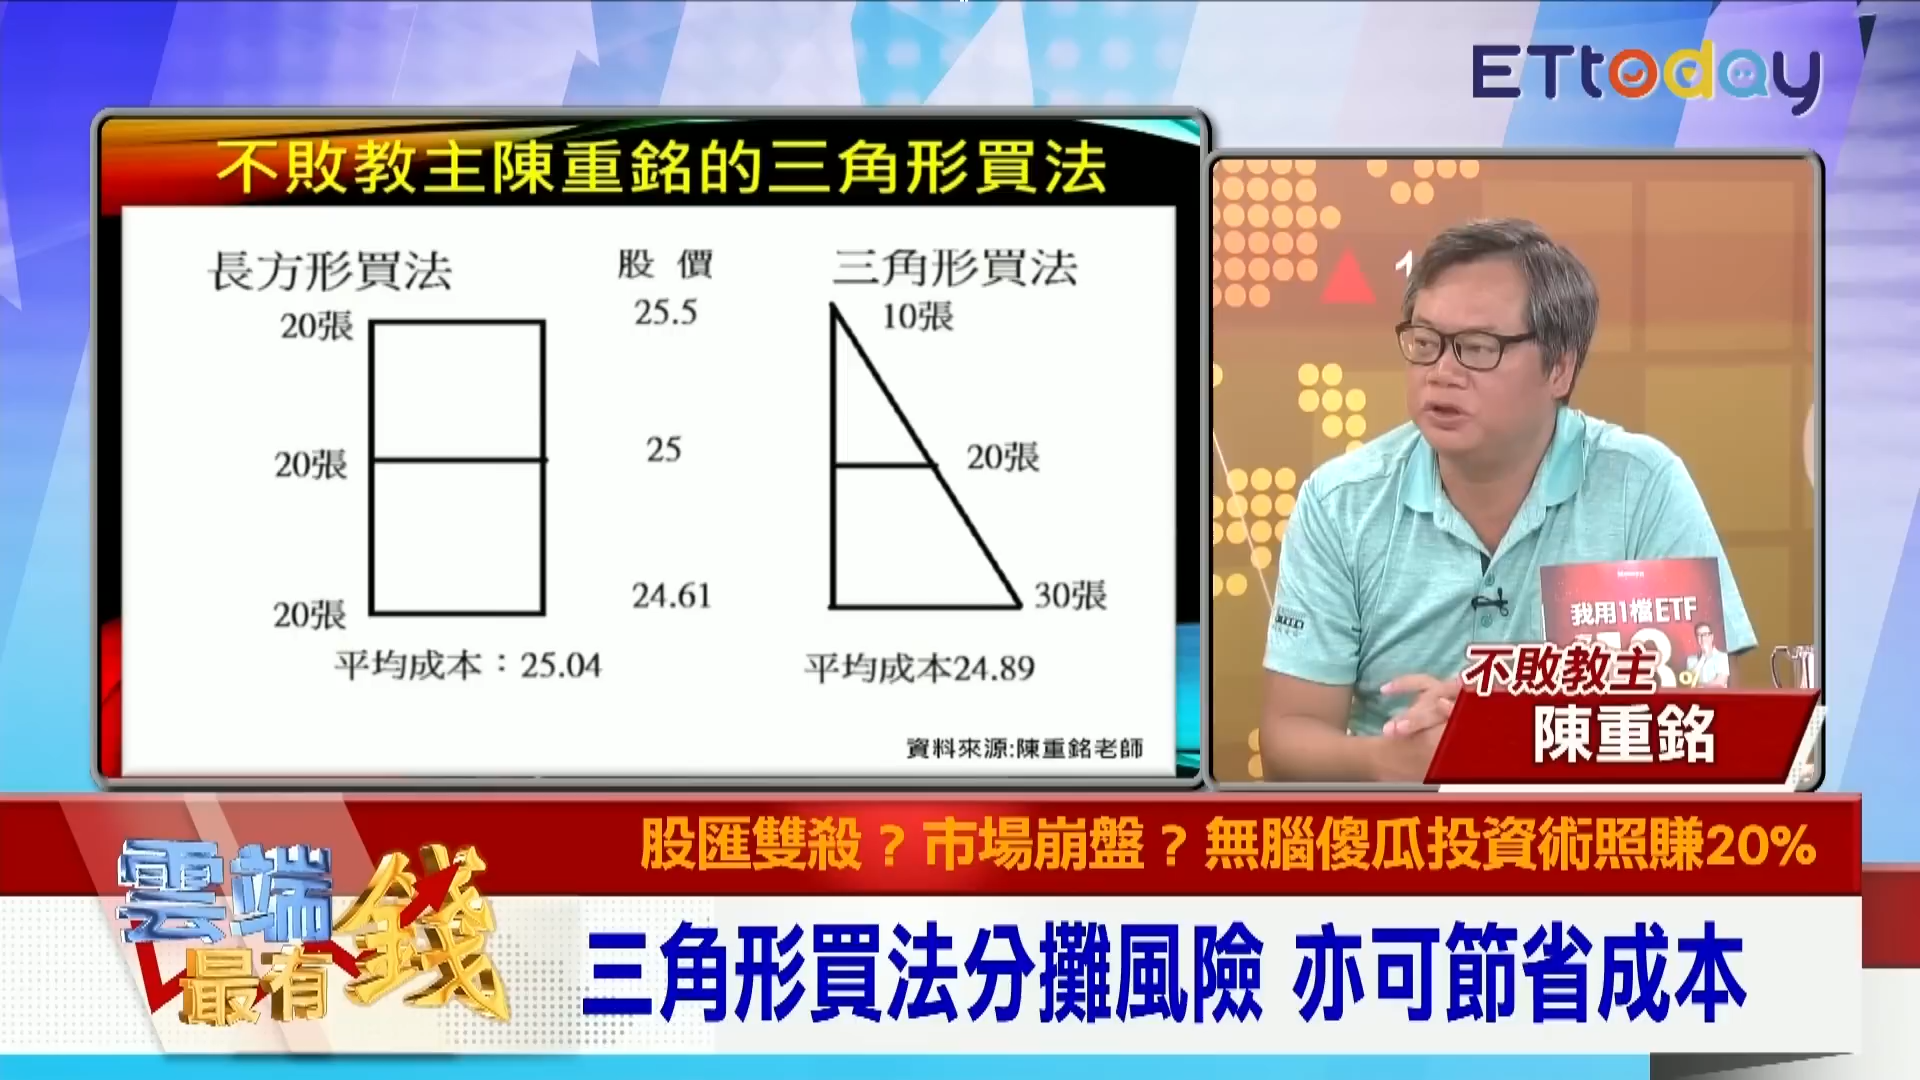 ETtoday
不敗教主陳重銘的三角形買法
長方形買法
股 價
三角形買法
20張
25.5
10張
20張
25
20張
20張
24.61
30張
平均成本：25.04
平均成本24.89
資料來源:陳重銘老師
1
我用1檔ETF
不敗教主
陳重銘
雲端
最有錢
股匯雙殺？市場崩盤？無腦傻瓜投資術照賺20%
三角形買法分攤風險 亦可節省成本